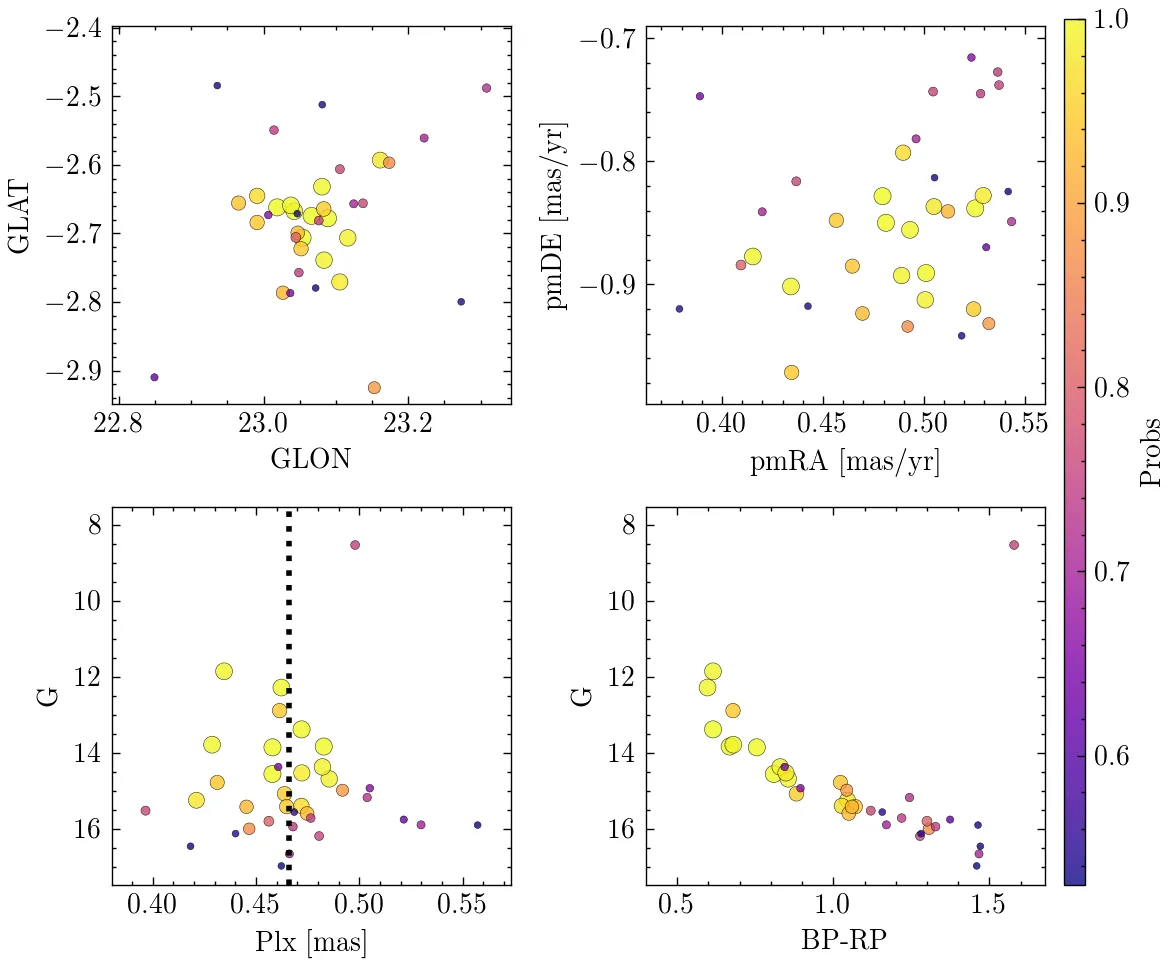 −2.4
−2.5
−2.6
−2.7
−2.8
−2.9
GLAT
22.8 23.0 23.2
GLON
−0.7
−0.8
−0.9
pmDE [mas/yr]
0.40 0.45 0.50 0.55
pmRA [mas/yr]
8
10
12
14
16
G
0.40 0.45 0.50 0.55
Plx [mas]
8
10
12
14
16
G
0.5 1.0 1.5
BP-RP
1.0
0.9
0.8
0.7
0.6
Probs